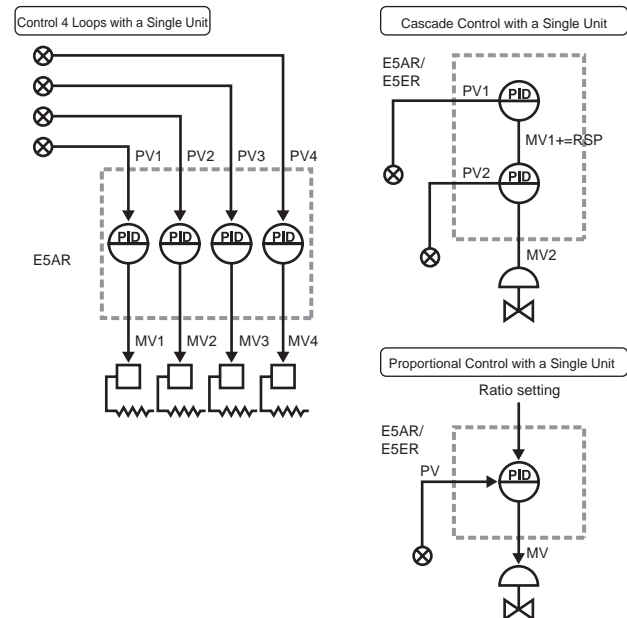 Control 4 Loops with a Single Unit
PV1
PV2
PV3
PV4
PID
PID
PID
PID
E5AR
MV1
MV2
MV3
MV4
Cascade Control with a Single Unit
E5AR/
E5ER
PV1
PID
MV1+=RSP
PV2
PID
MV2
Proportional Control with a Single Unit
Ratio setting
E5AR/
E5ER
PV
PID
MV